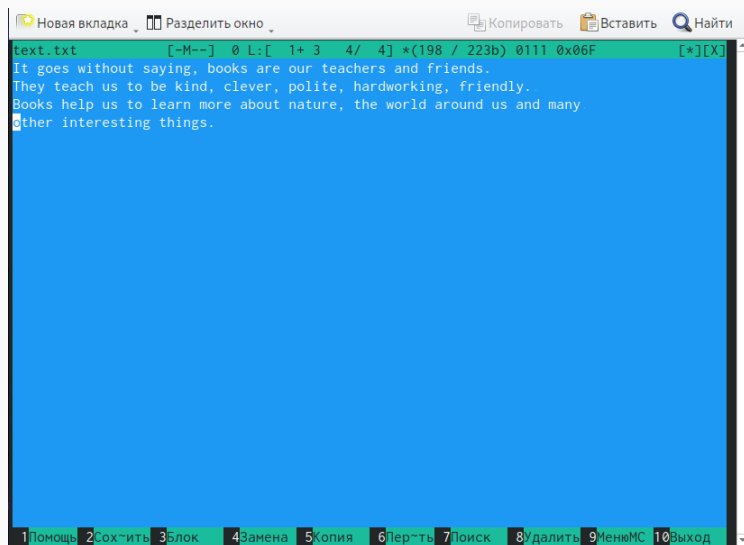 Новая вкладка Разделить окно Копировать Вставить Найти
text.txt [-M--] 0 L:[ 1+ 3 4/ 4] *(198 / 223b) 0111 0x06F [*][X]
It goes without saying, books are our teachers and friends.
They teach us to be kind, clever, polite, hardworking, friendly.
Books help us to learn more about nature, the world around us and many
other interesting things.
1Помощь 2Сох~ить 3Блок 4Замена 5Копия 6Пер~ть 7Поиск 8Удалить 9МенюMC 10Выход